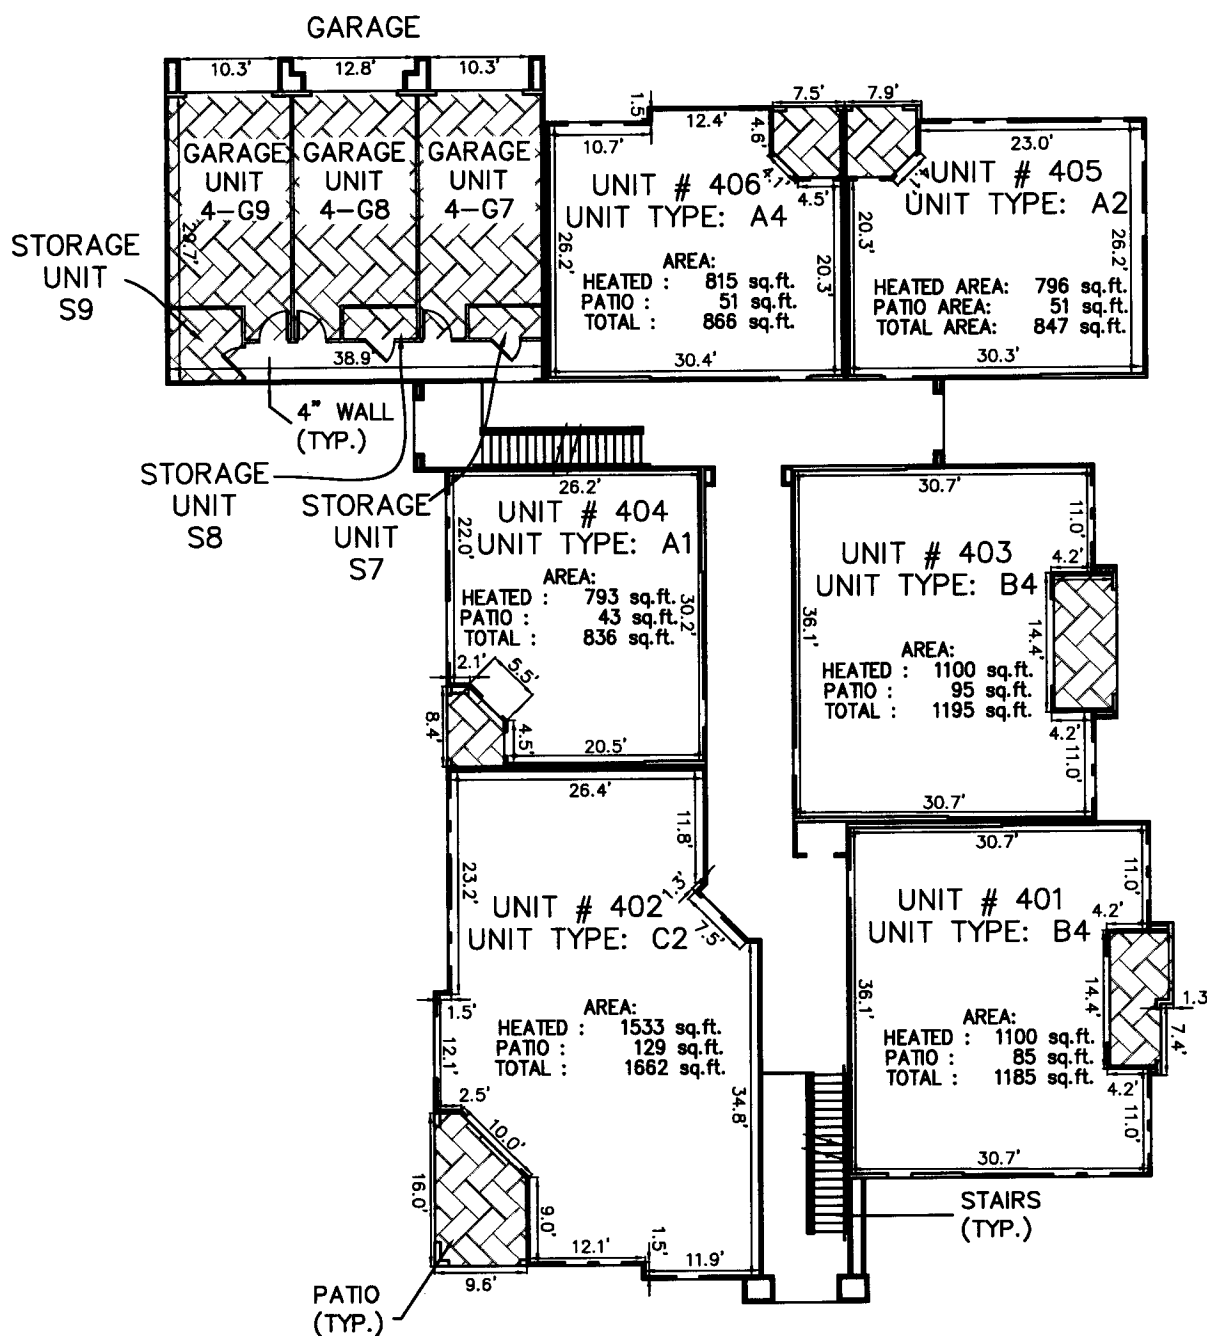 GARAGE
10.3'
12.8'
10.3'
GARAGE
UNIT
4-G9
GARAGE
UNIT
4-G8
GARAGE
UNIT
4-G7
29.7'
38.9'
STORAGE
UNIT
S9
4" WALL
(TYP.)
STORAGE
UNIT
S8
STORAGE
UNIT
S7
1.5'
10.7'
12.4'
4.6'
7.5'
4.1'
4.5'
UNIT # 406
UNIT TYPE: A4
26.2'
20.3'
AREA:
HEATED : 815 sq.ft.
PATIO : 51 sq.ft.
TOTAL : 866 sq.ft.
30.4'
7.9'
23.0'
UNIT # 405
UNIT TYPE: A2
20.3'
26.2'
HEATED AREA: 796 sq.ft.
PATIO AREA: 51 sq.ft.
TOTAL AREA: 847 sq.ft.
30.3'
26.2'
UNIT # 404
UNIT TYPE: A1
22.0'
30.2'
AREA:
HEATED : 793 sq.ft.
PATIO : 43 sq.ft.
TOTAL : 836 sq.ft.
2.1'
5.5'
8.4'
4.5'
20.5'
30.7'
11.0'
UNIT # 403
UNIT TYPE: B4
4.2'
36.1'
14.4'
AREA:
HEATED : 1100 sq.ft.
PATIO : 95 sq.ft.
TOTAL : 1195 sq.ft.
4.2'
11.0'
30.7'
26.4'
11.8'
23.2'
1.3'
7.5'
UNIT # 402
UNIT TYPE: C2
1.5'
12.1'
AREA:
HEATED : 1533 sq.ft.
PATIO : 129 sq.ft.
TOTAL : 1662 sq.ft.
34.8'
2.5'
10.0'
16.0'
9.0'
12.1'
1.5'
11.9'
9.6'
PATIO
(TYP.)
30.7'
11.0'
UNIT # 401
UNIT TYPE: B4
4.2'
36.1'
14.4'
1.3
7.4'
AREA:
HEATED : 1100 sq.ft.
PATIO : 85 sq.ft.
TOTAL : 1185 sq.ft.
4.2'
11.0'
30.7'
STAIRS
(TYP.)